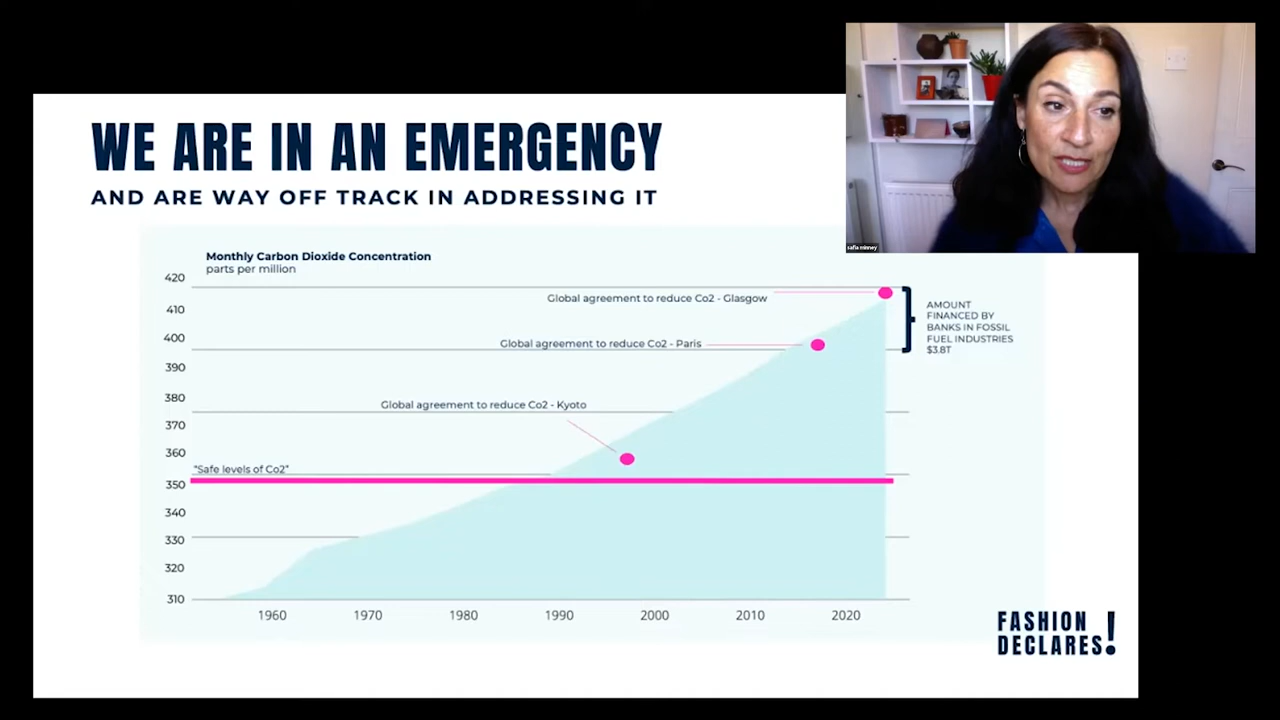 WE ARE IN AN EMERGENCY
AND ARE WAY OFF TRACK IN ADDRESSING IT
safia minney
Monthly Carbon Dioxide Concentration
parts per million
420
410
400
390
380
370
360
350
340
330
320
310
Global agreement to reduce Co2 - Glasgow
Global agreement to reduce Co2 - Paris
Global agreement to reduce Co2 - Kyoto
"Safe levels of Co2"
AMOUNT
FINANCED BY
BANKS IN FOSSIL
FUEL INDUSTRIES
$3.8T
1960 1970 1980 1990 2000 2010 2020
FASHION
DECLARES!